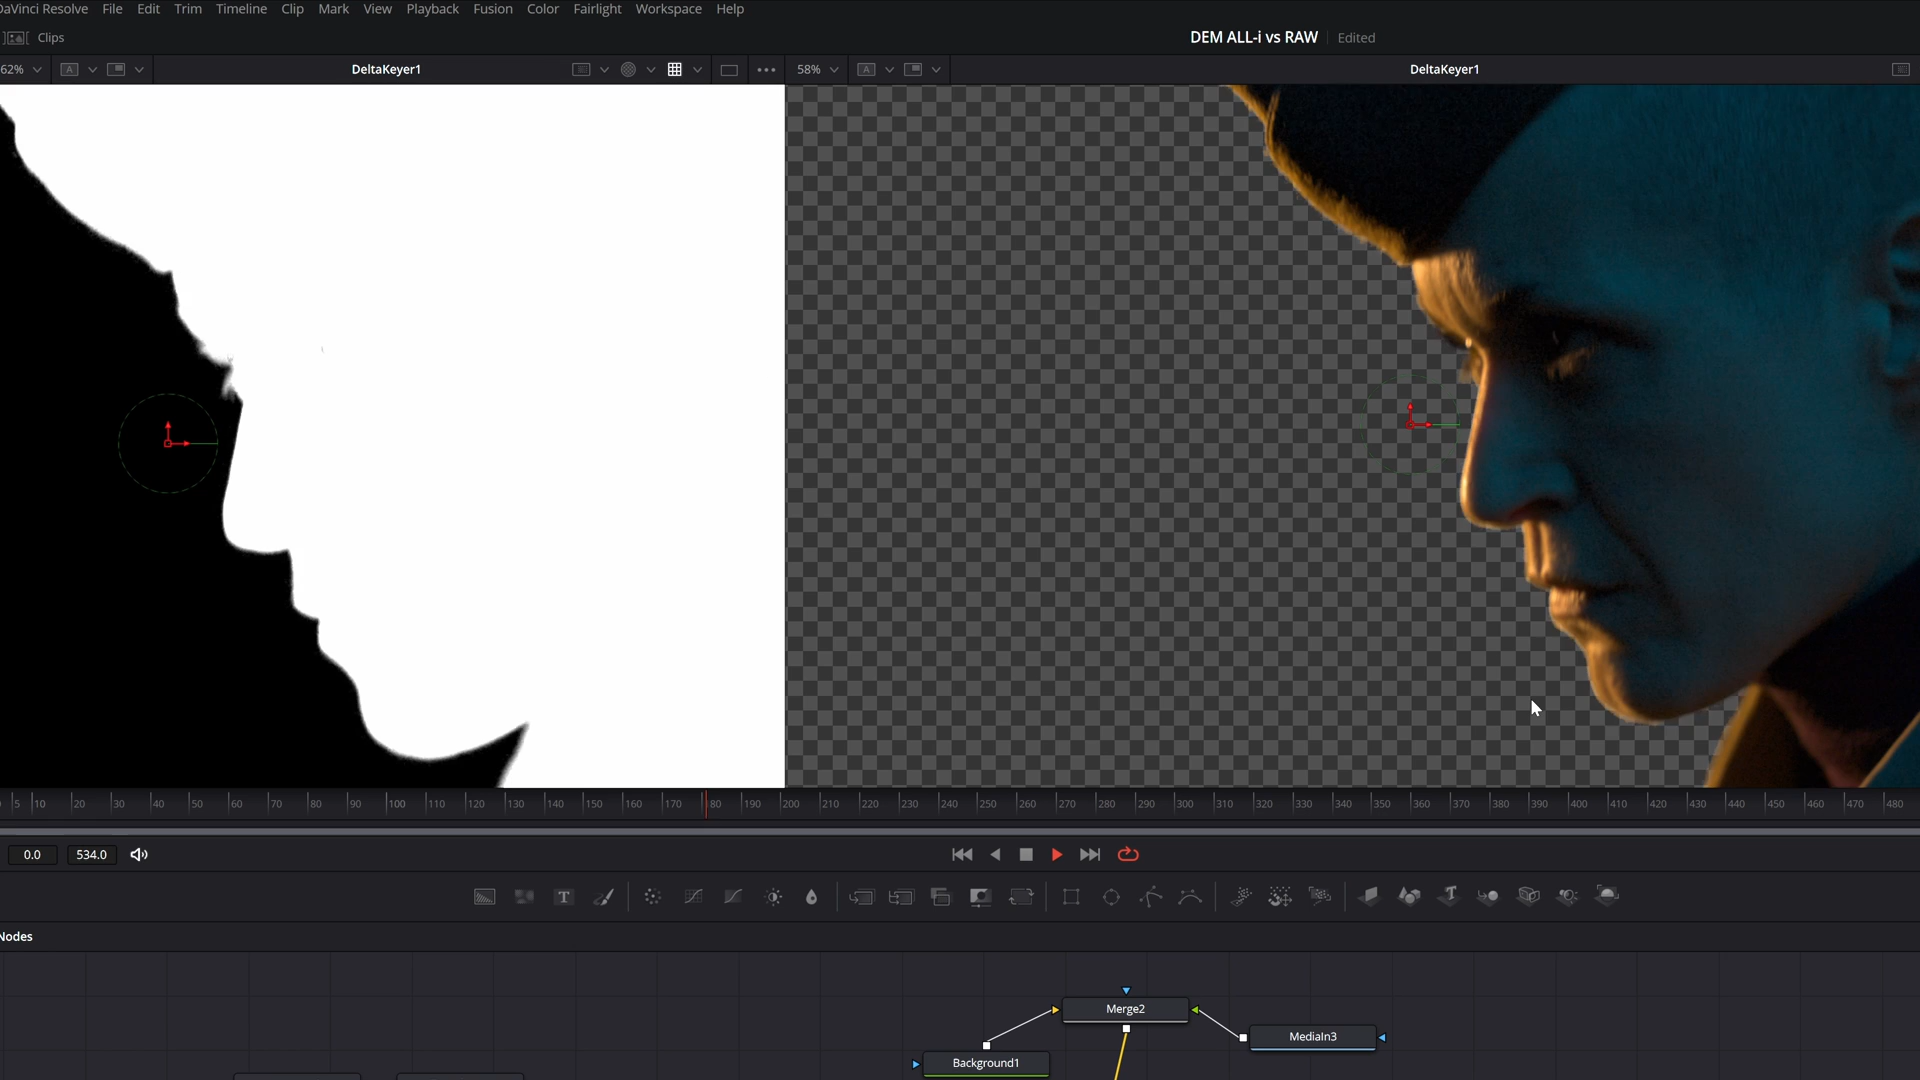 DaVinci Resolve File Edit Trim Timeline Clip Mark View Playback Fusion Color Fairlight Workspace Help
Clips
DEM ALL-i vs RAW Edited
62% A DeltaKeyer1
58% A DeltaKeyer1
5 10 20 30 40 50 60 70 80 90 100 110 120 130 140 150 160 170 80 190 200 210 220 230 240 250 260 270 280 290 300 310 320 330 340 350 360 370 380 390 400 410 420 430 440 450 460 470 480
0.0 534.0
T
T
Nodes
Merge2
MediaIn3
Background1